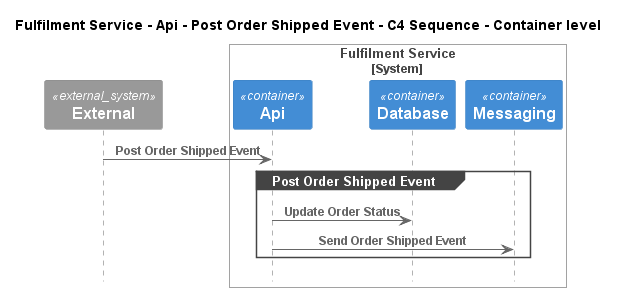 Fulfilment Service - Api - Post Order Shipped Event - C4 Sequence - Container level
Fulfilment Service
[System]
«external_system»
External
«container»
Api
«container»
Database
«container»
Messaging
Post Order Shipped Event
Post Order Shipped Event
Update Order Status
Send Order Shipped Event